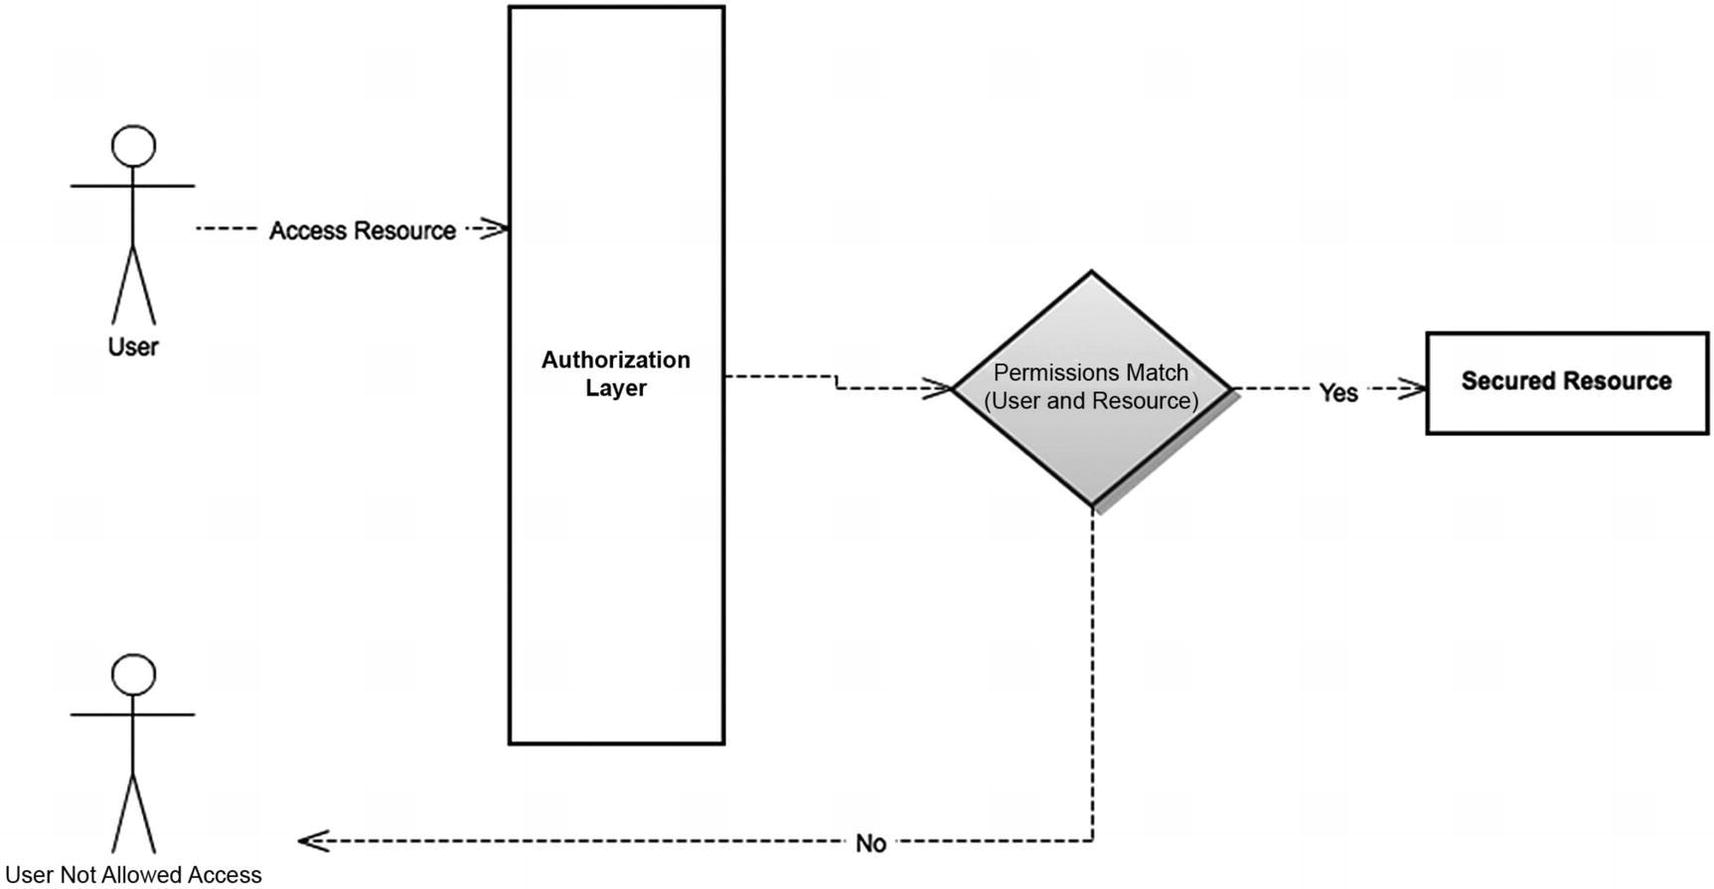 Access Resource
User
Authorization
Layer
Permissions Match
(User and Resource)
Yes
Secured Resource
No
User Not Allowed Access